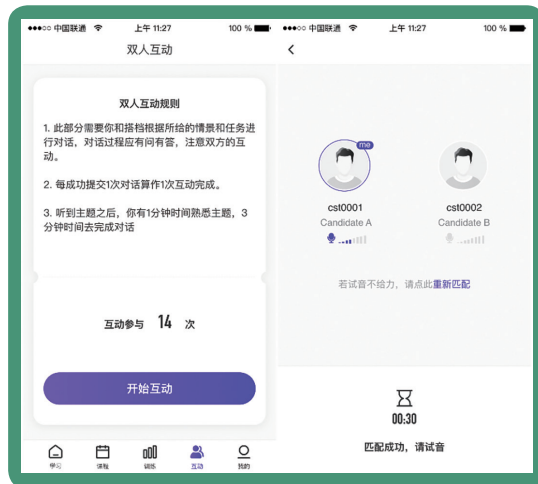 ●●●○○ 中国联通 上午 11:27 100 %
双人互动
双人互动规则
1. 此部分需要你和搭档根据所给的情景和任务进
行对话，对话过程应有问有答，注意双方的互
动。
2. 每成功提交1次对话算作1次互动完成。
3. 听到主题之后，你有1分钟时间熟悉主题，3
分钟时间去完成对话
互动参与 14 次
开始互动
学习 课程 训练 互动 我的
●●●○○ 中国联通 上午 11:27 100 %
me
cst0001 cst0002
Candidate A Candidate B
若试音不给力，请点此重新匹配
00:30
匹配成功，请试音